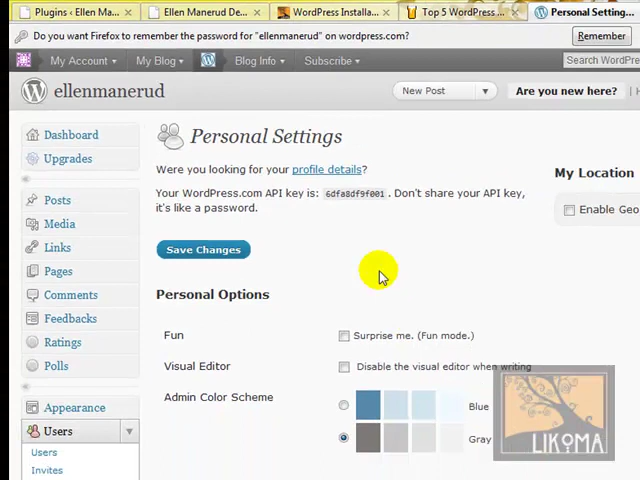 Plugins ‹ Ellen Ma...
Ellen Manerud De...
WordPress Installa...
Top 5 WordPress ...
Personal Setting...
Do you want Firefox to remember the password for "ellenmanerud" on wordpress.com?
Remember
My Account
My Blog
Blog Info
Subscribe
Search WordPre
ellenmanerud
New Post
Are you new here?
Dashboard
Upgrades
Posts
Media
Links
Pages
Comments
Feedbacks
Ratings
Polls
Appearance
Users
Users
Invites
Personal Settings
Were you looking for your profile details?
Your WordPress.com API key is: 6dfa8df9f001. Don't share your API key,
it's like a password.
Save Changes
Personal Options
Fun
Surprise me. (Fun mode.)
Visual Editor
Disable the visual editor when writing
Admin Color Scheme
Blue
Gray
My Location
Enable Geo
LIKOMA